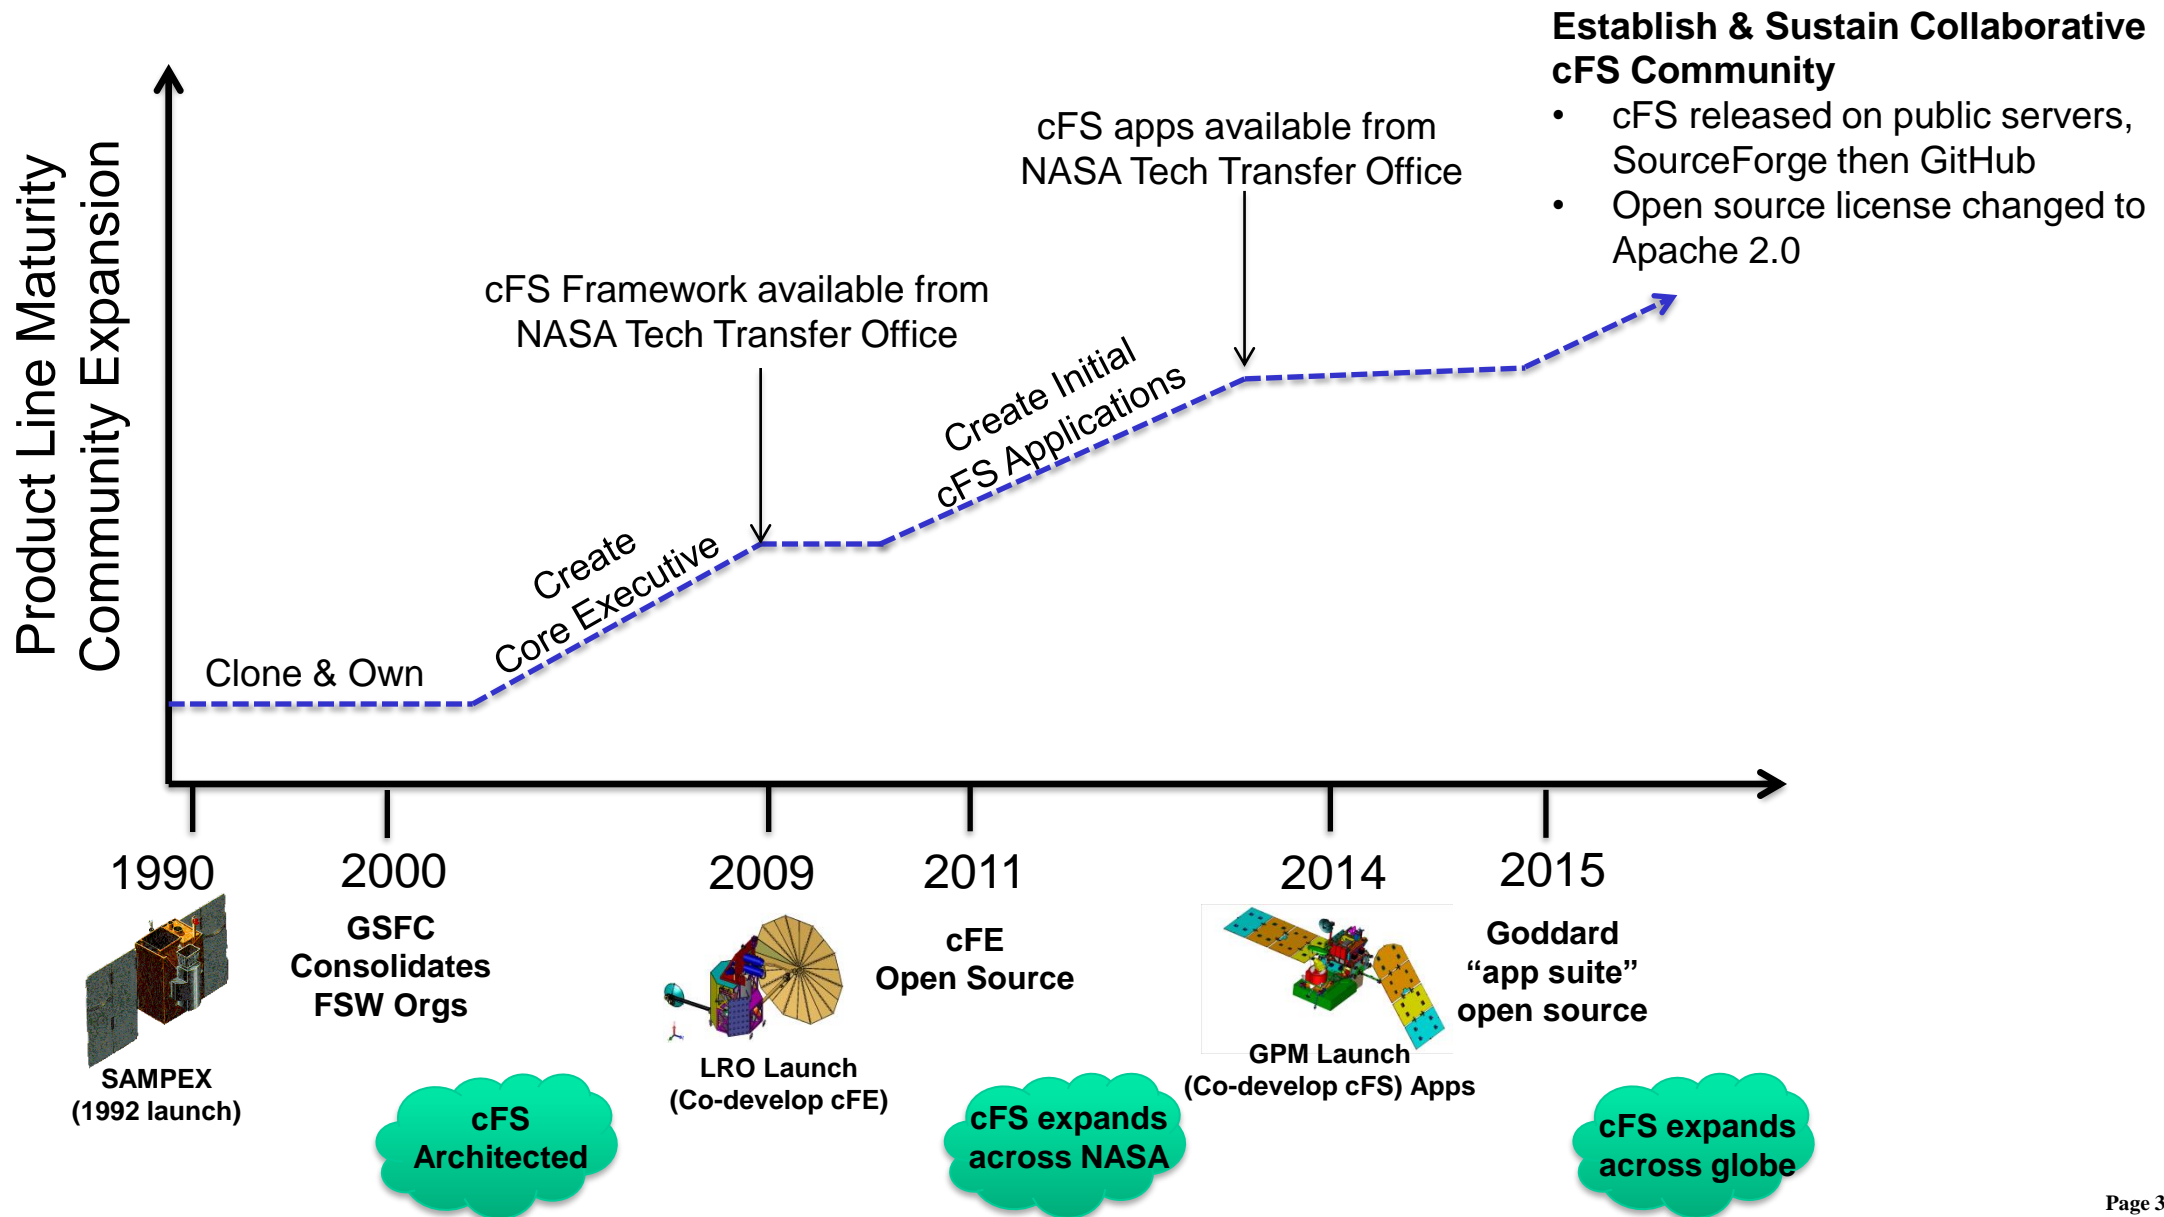 Establish & Sustain Collaborative
cFS Community
• cFS released on public servers,
SourceForge then GitHub
• Open source license changed to
Apache 2.0
Product Line Maturity
Community Expansion
cFS apps available from
NASA Tech Transfer Office
cFS Framework available from
NASA Tech Transfer Office
Create Initial
cFS Applications
Create
Core Executive
Clone & Own
1990
2000
2009
2011
2014
2015
SAMPEX
(1992 launch)
GSFC
Consolidates
FSW Orgs
LRO Launch
(Co-develop cFE)
cFE
Open Source
GPM Launch
(Co-develop cFS) Apps
Goddard
“app suite”
open source
cFS
Architected
cFS expands
across NASA
cFS expands
across globe
Page 3